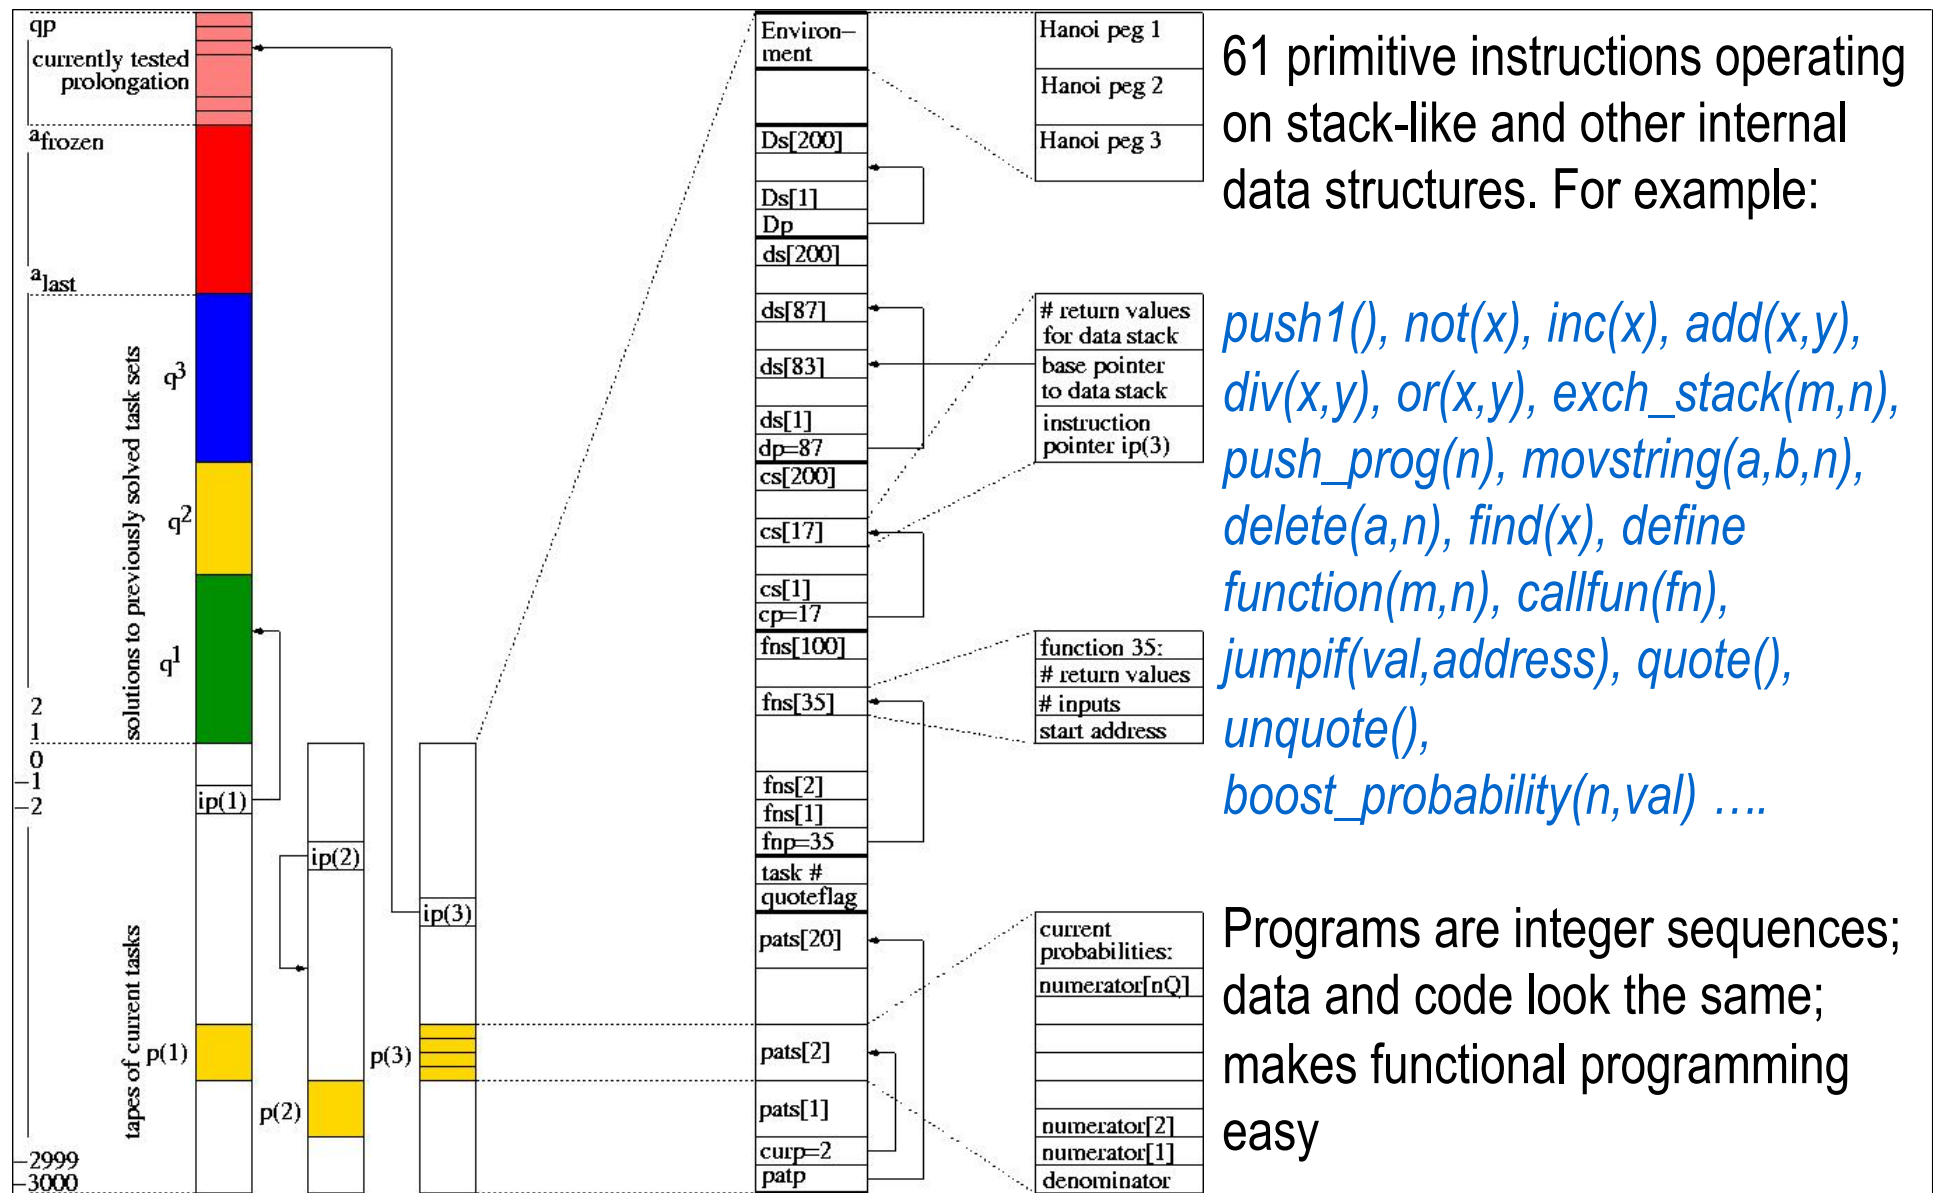 qp
currently tested
prolongation
afrozen
alast
solutions to previously solved task sets
q3
q2
q1
2
1
0
−1
−2
ip(1)
ip(2)
ip(3)
tapes of current tasks
p(1)
p(2)
p(3)
−2999
−3000
Environ−
ment
Ds[200]
Ds[1]
Dp
ds[200]
ds[87]
ds[83]
ds[1]
dp=87
cs[200]
cs[17]
cs[1]
cp=17
fns[100]
fns[35]
fns[2]
fns[1]
fnp=35
task #
quoteflag
pats[20]
pats[2]
pats[1]
curp=2
patp
Hanoi peg 1
Hanoi peg 2
Hanoi peg 3
# return values
for data stack
base pointer
to data stack
instruction
pointer ip(3)
function 35:
# return values
# inputs
start address
current
probabilities:
numerator[nQ]
numerator[2]
numerator[1]
denominator
61 primitive instructions operating
on stack-like and other internal
data structures. For example:
push1(), not(x), inc(x), add(x,y),
div(x,y), or(x,y), exch_stack(m,n),
push_prog(n), movstring(a,b,n),
delete(a,n), find(x), define
function(m,n), callfun(fn),
jumpif(val,address), quote(),
unquote(),
boost_probability(n,val) ….
Programs are integer sequences;
data and code look the same;
makes functional programming
easy